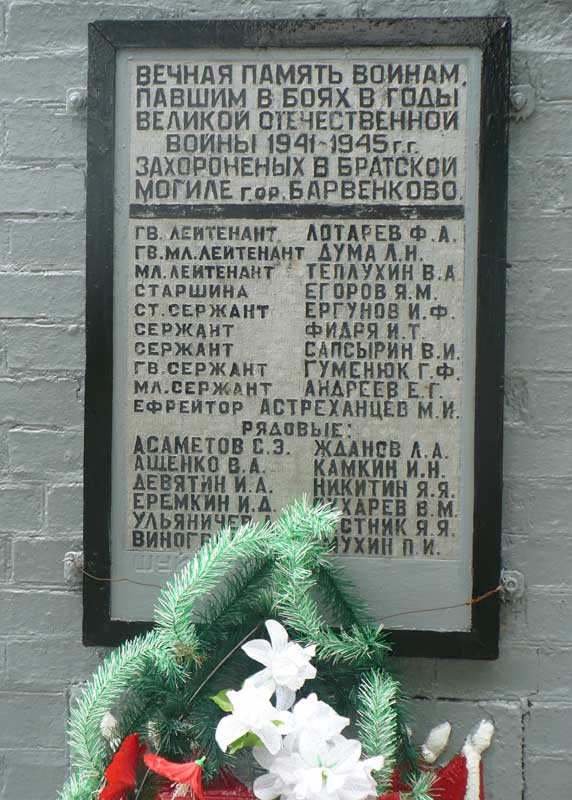 ВЕЧНАЯ ПАМЯТЬ ВОИНАМ,
ПАВШИМ В БОЯХ В ГОДЫ
ВЕЛИКОЙ ОТЕЧЕСТВЕННОЙ
ВОЙНЫ 1941-1945 г.г.
ЗАХОРОНЕНЫХ В БРАТСКОЙ
МОГИЛЕ гор. БАРВЕНКОВО.
ГВ. ЛЕЙТЕНАНТ ЛОТАРЕВ Ф.А.
ГВ. МЛ. ЛЕЙТЕНАНТ ДУМА Л.Н.
МЛ. ЛЕЙТЕНАНТ ТЕПЛУХИН В.А
СТАРШИНА ЕГОРОВ Я.М.
СТ. СЕРЖАНТ ЕРГУНОВ И.Ф.
СЕРЖАНТ ФИДРЯ И.Т.
СЕРЖАНТ САПСЫРИН В.И.
ГВ. СЕРЖАНТ ГУМЕНЮК Г.Ф.
МЛ. СЕРЖАНТ АНДРЕЕВ Е.Г.
ЕФРЕЙТОР АСТРЕХАНЦЕВ М.И.
РЯДОВЫЕ:
АСАМЕТОВ С.Э. ЖДАНОВ Л.А.
АЩЕНКО В.А. КАМКИН И.Н.
ДЕВЯТИН И.Д. НИКИТИН Я.Я.
ЕРЕМКИН И.Д. В.М.
Я.Я.
П.И.